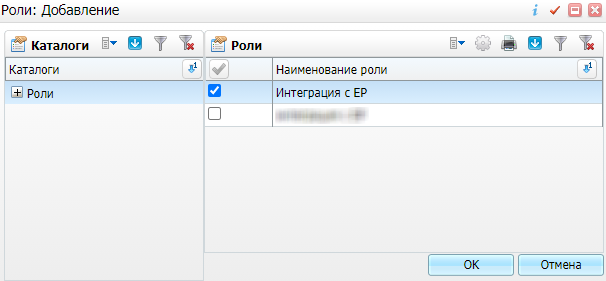 Роли: Добавление
Каталоги
Роли
Каталоги
Наименование роли
Роли
Интеграция с ЕР
ОК
Отмена